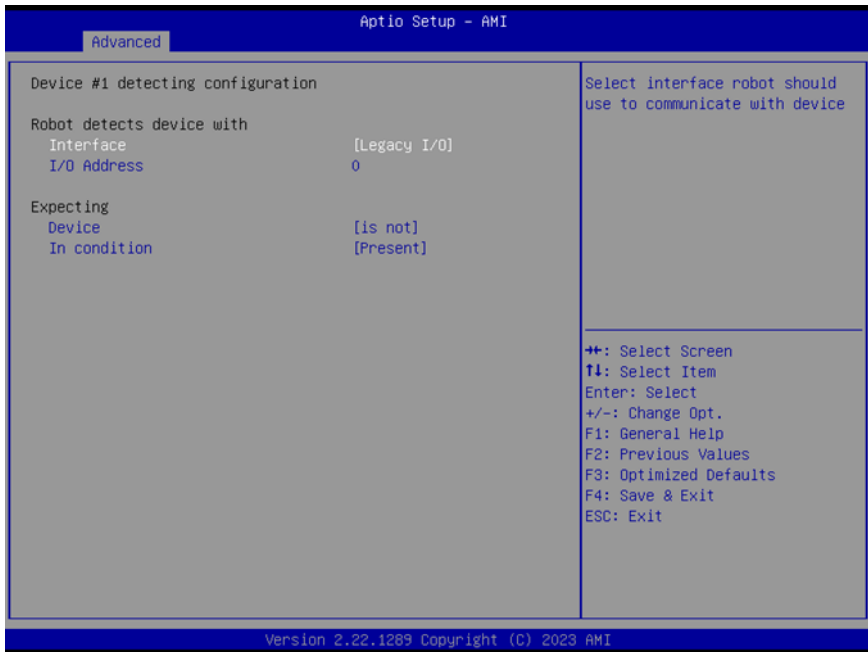 Aptio Setup - AMI
Advanced
Device #1 detecting configuration
Robot detects device with
Interface [Legacy I/O]
I/O Address 0
Expecting
Device [is not]
In condition [Present]
Select interface robot should
use to communicate with device
→←: Select Screen
↑↓: Select Item
Enter: Select
+/-: Change Opt.
F1: General Help
F2: Previous Values
F3: Optimized Defaults
F4: Save & Exit
ESC: Exit
Version 2.22.1289 Copyright (C) 2023 AMI